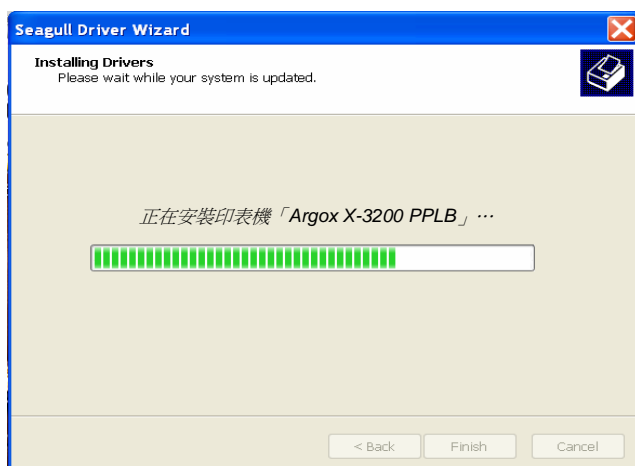 Seagull Driver Wizard
Installing Drivers
Please wait while your system is updated.
正在安裝印表機「Argox X-3200 PPLB」…
< Back
Finish
Cancel